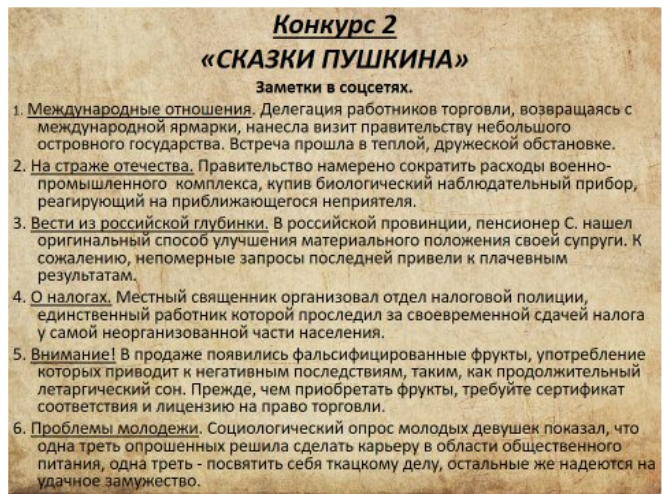 Конкурс 2
«СКАЗКИ ПУШКИНА»
Заметки в соцсетях.
1. Международные отношения. Делегация работников торговли, возвращаясь с
международной ярмарки, нанесла визит правительству небольшого
островного государства. Встреча прошла в теплой, дружеской обстановке.
2. На страже отечества. Правительство намерено сократить расходы военно-
промышленного комплекса, купив биологический наблюдательный прибор,
реагирующий на приближающегося неприятеля.
3. Вести из российской глубинки. В российской провинции, пенсионер С. нашел
оригинальный способ улучшения материального положения своей супруги. К
сожалению, непомерные запросы последней привели к плачевным
результатам.
4. О налогах. Местный священник организовал отдел налоговой полиции,
единственный работник которой проследил за своевременной сдачей налога
у самой неорганизованной части населения.
5. Внимание! В продаже появились фальсифицированные фрукты, употребление
которых приводит к негативным последствиям, таким, как продолжительный
летаргический сон. Прежде, чем приобретать фрукты, требуйте сертификат
соответствия и лицензию на право торговли.
6. Проблемы молодежи. Социологический опрос молодых девушек показал, что
одна треть опрошенных решила сделать карьеру в области общественного
питания, одна треть - посвятить себя ткацкому делу, остальные же надеются на
удачное замужество.